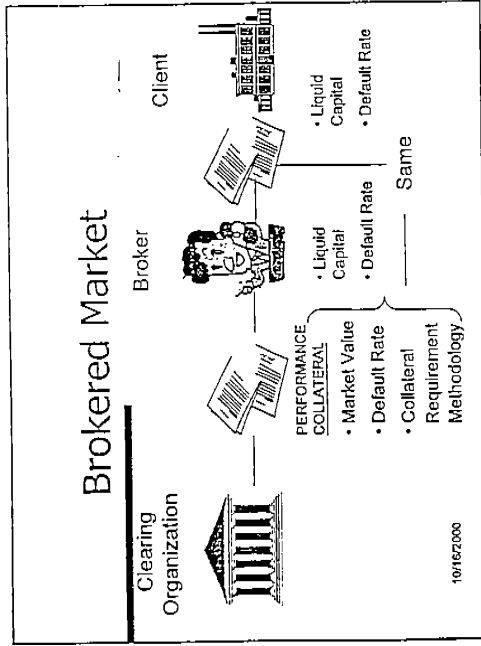 Brokered Market
Clearing
Organization
Broker
Client
PERFORMANCE
COLLATERAL
• Market Value
• Default Rate
• Collateral
Requirement
Methodology
• Liquid
Capital
• Default Rate
• Liquid
Capital
• Default Rate
Same
10/16/2000